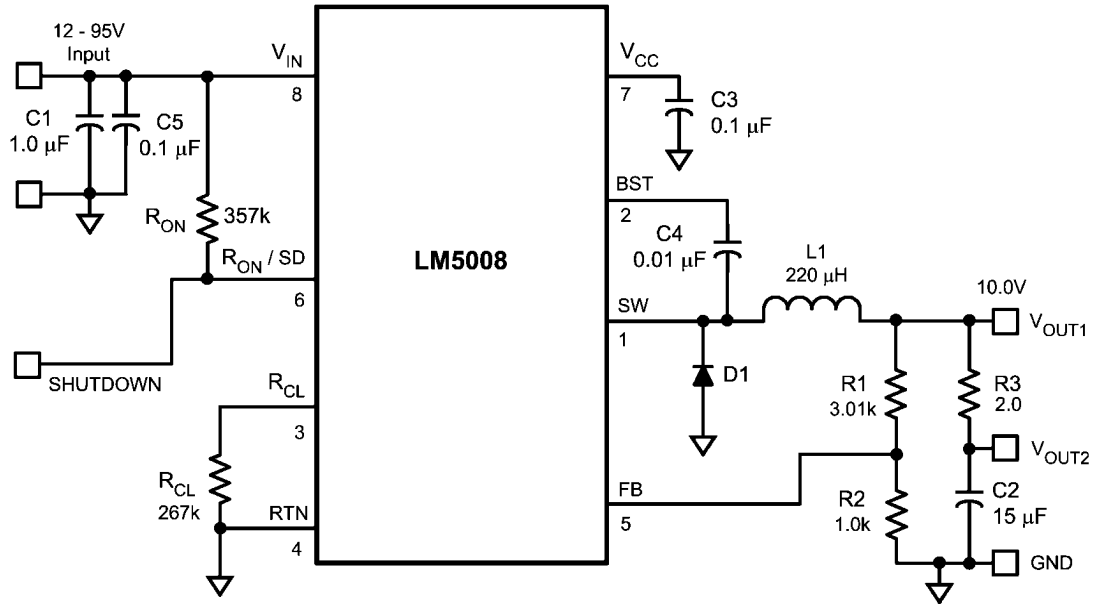 12 - 95V
Input
C1
1.0 μF
C5
0.1 μF
R_ON
357k
R_ON / SD
6
SHUTDOWN
V_IN
8
R_CL
3
R_CL
267k
RTN
4
LM5008
V_CC
7
C3
0.1 μF
BST
2
C4
0.01 μF
SW
1
L1
220 μH
D1
10.0V
V_OUT1
R1
3.01k
R3
2.0
V_OUT2
FB
5
R2
1.0k
C2
15 μF
GND